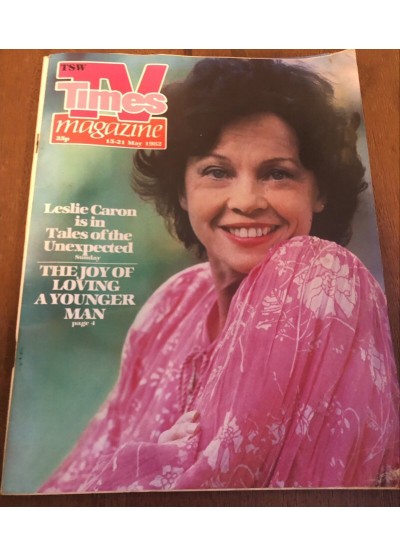 TSW
TV
Times
magazine
23p 15-21 May 1982
Leslie Caron
is in
Tales of the
Unexpected
Sunday
THE JOY OF
LOVING
A YOUNGER
MAN
page 4